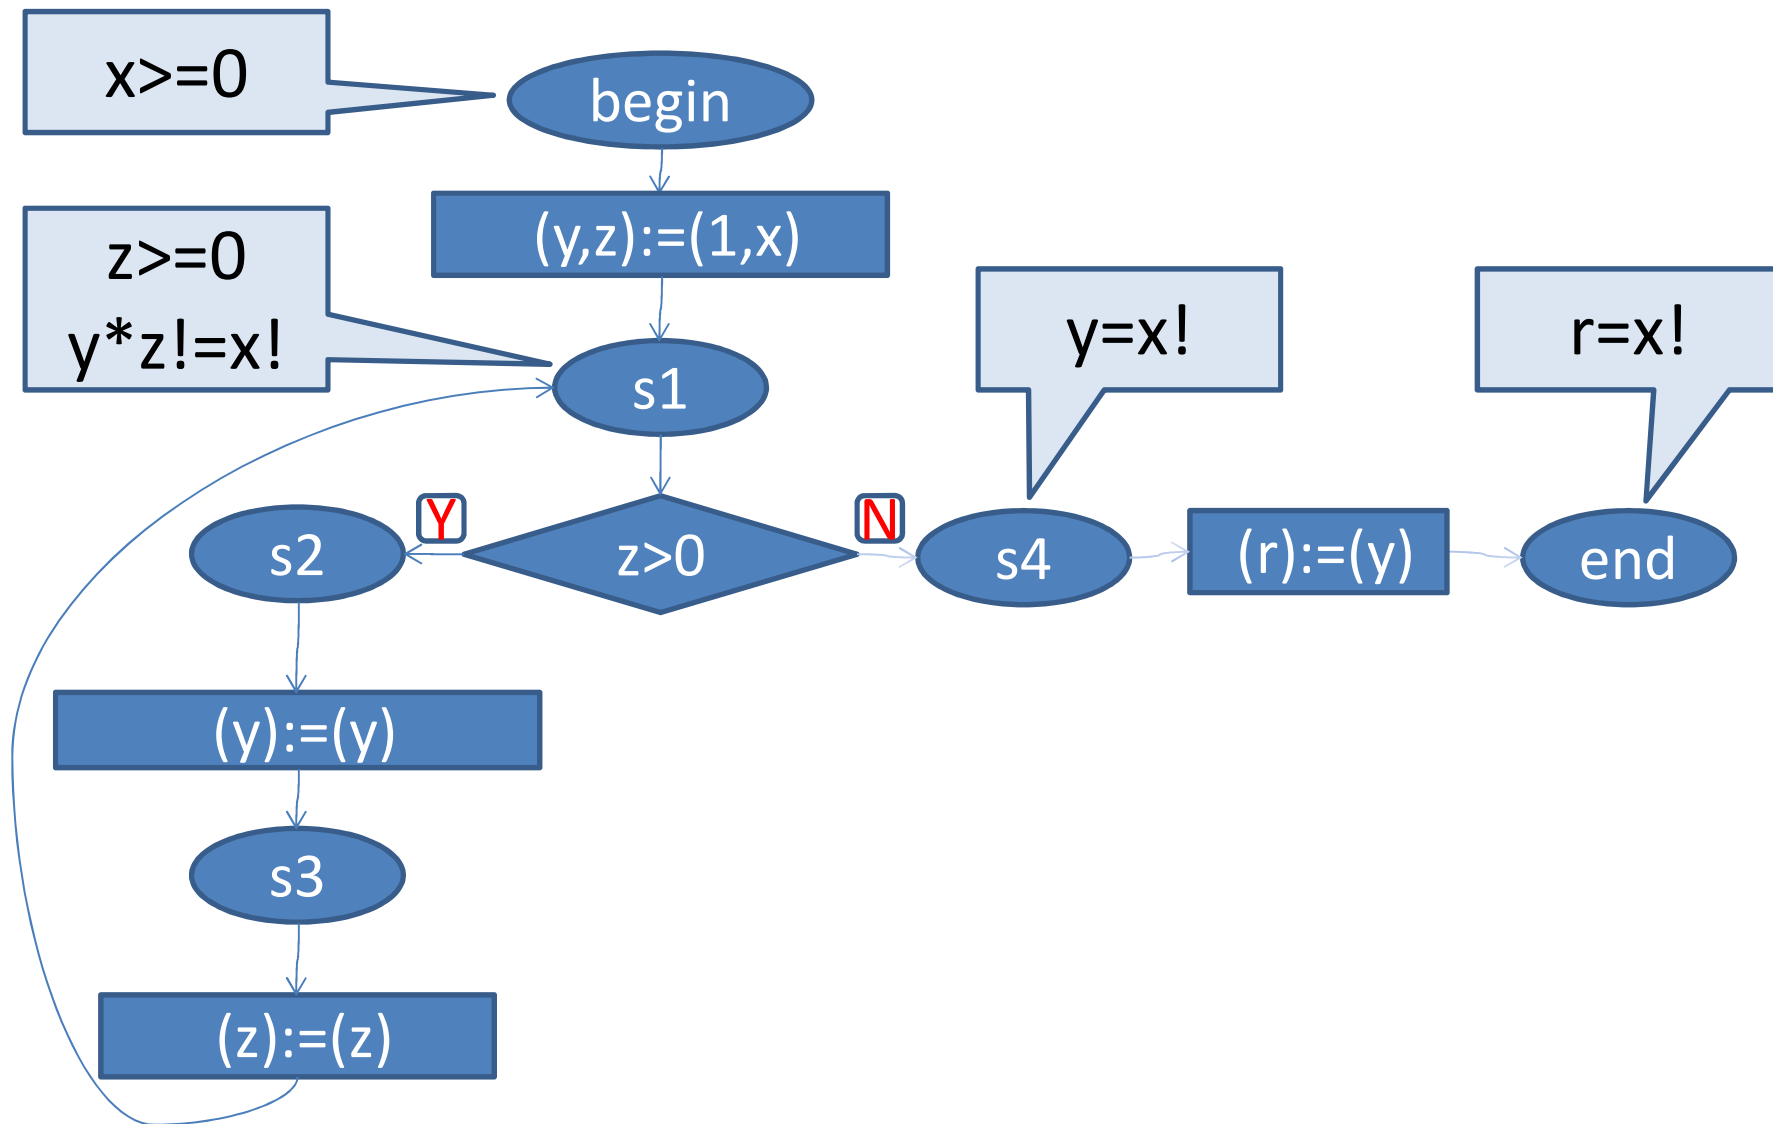 x>=0
begin
(y,z):=(1,x)
z>=0
y*z!=x!
s1
y=x!
r=x!
Y
N
s2
z>0
s4
(r):=(y)
end
(y):=(y)
s3
(z):=(z)